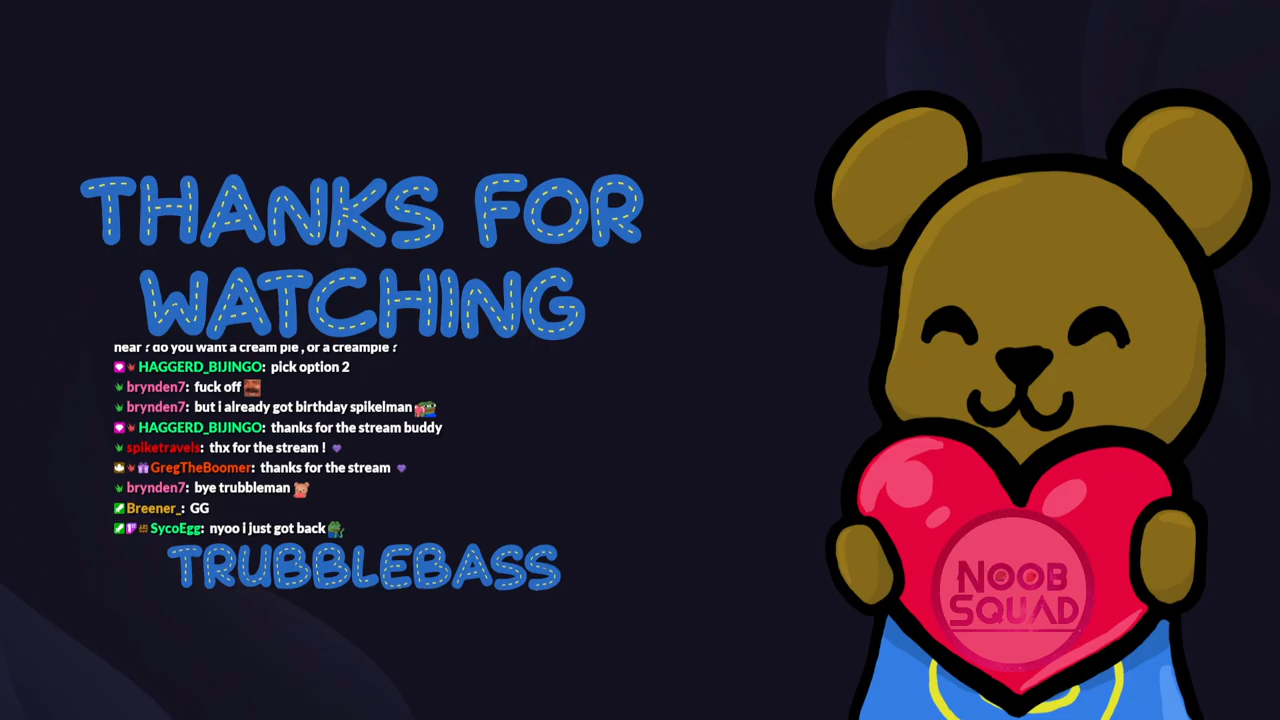 THANKS FOR
WATCHING
near ? do you want a cream pie , or a creampie ?
HAGGERD_BIJINGO: pick option 2
brynden7: fuck off
brynden7: but i already got birthday spikelman
HAGGERD_BIJINGO: thanks for the stream buddy
spiketravels: thx for the stream !
GregTheBoomer: thanks for the stream
brynden7: bye trubbleman
Breener_: GG
SycoEgg: nyoo i just got back
TRUBBLEBASS
NOOB
SQUAD